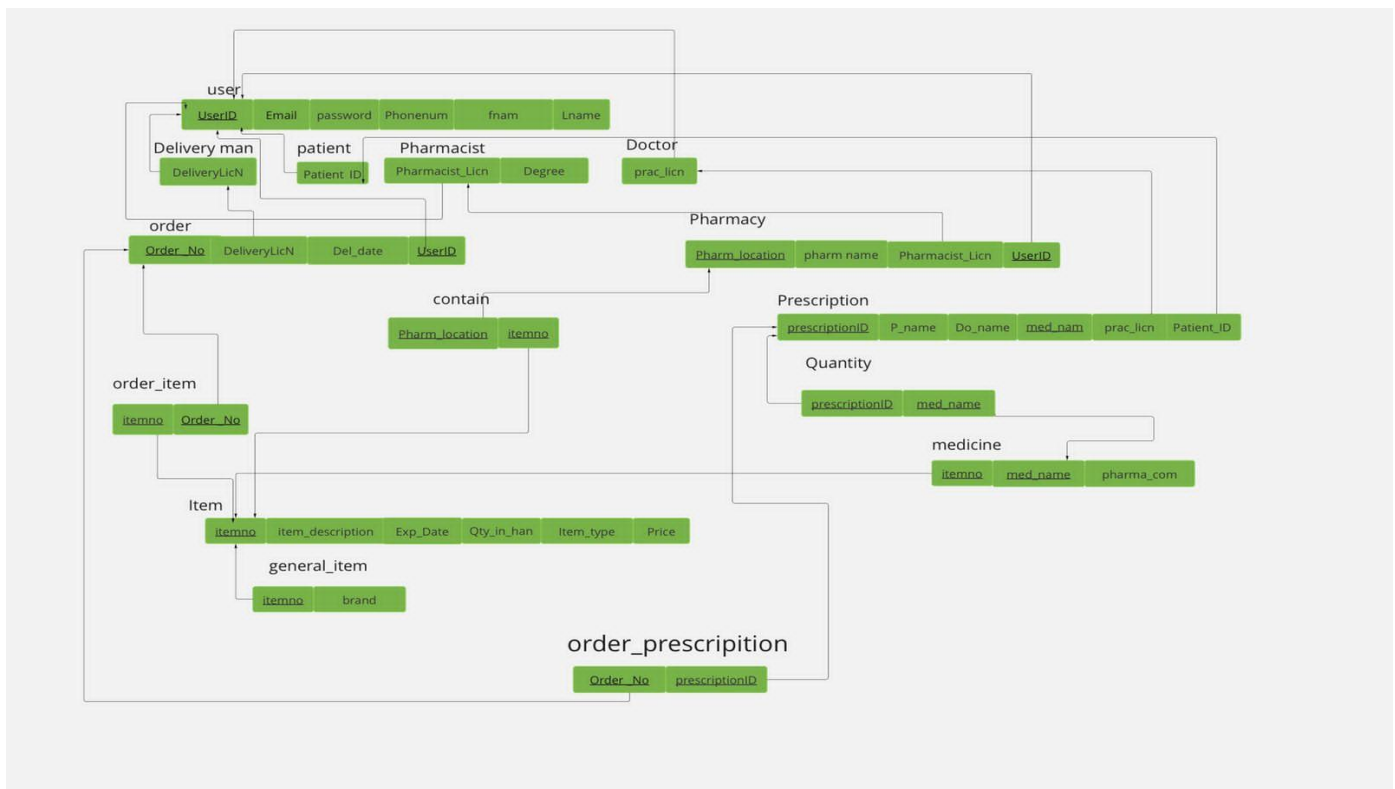 user
UserID Email password Phonenum fnam Lname
Delivery man patient Pharmacist Doctor
DeliveryLicN Patient_ID Pharmacist_Licn Degree prac_licn
order Pharmacy
Order_No DeliveryLicN Del_date UserID Pharm_location pharm name Pharmacist_Licn UserID
contain Prescription
Pharm_location itemno prescriptionID P_name Do_name med_nam prac_licn Patient_ID
order_item Quantity
itemno Order_No prescriptionID med_name
medicine
itemno med_name pharma_com
Item
itemno item_description Exp_Date Qty_in_han Item_type Price
general_item
itemno brand
order_prescripition
Order_No prescriptionID